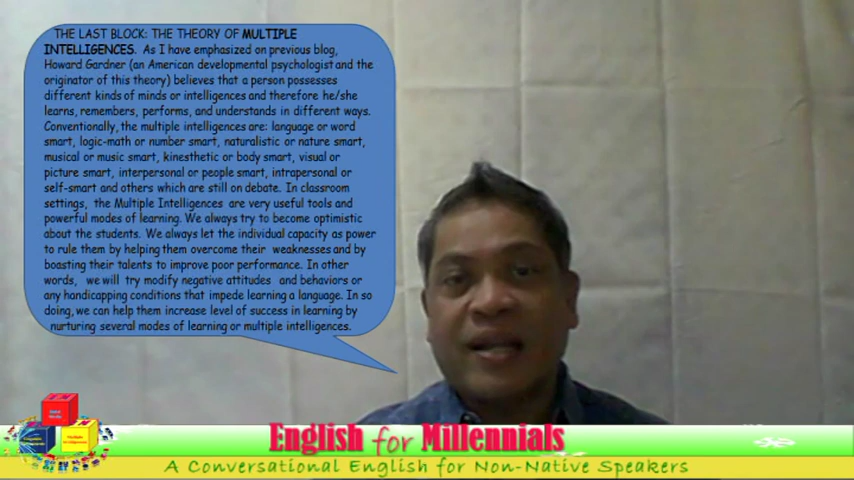 THE LAST BLOCK: THE THEORY OF MULTIPLE
INTELLIGENCES. As I have emphasized on previous blog,
Howard Gardner (an American developmental psychologist and the
originator of this theory) believes that a person possesses
different kinds of minds or intelligences and therefore he/she
learns, remembers, performs, and understands in different ways.
Conventionally, the multiple intelligences are: language or word
smart, logic-math or number smart, naturalistic or nature smart,
musical or music smart, kinesthetic or body smart, visual or
picture smart, interpersonal or people smart, intrapersonal or
self-smart and others which are still on debate. In classroom
settings, the Multiple Intelligences are very useful tools and
powerful modes of learning. We always try to become optimistic
about the students. We always let the individual capacity as power
to rule them by helping them overcome their weaknesses and by
boasting their talents to improve poor performance. In other
words, we will try modify negative attitudes and behaviors or
any handicapping conditions that impede learning a language. In so
doing, we can help them increase level of success in learning by
nurturing several modes of learning or multiple intelligences.
English for Millennials
A Conversational English for Non-Native Speakers